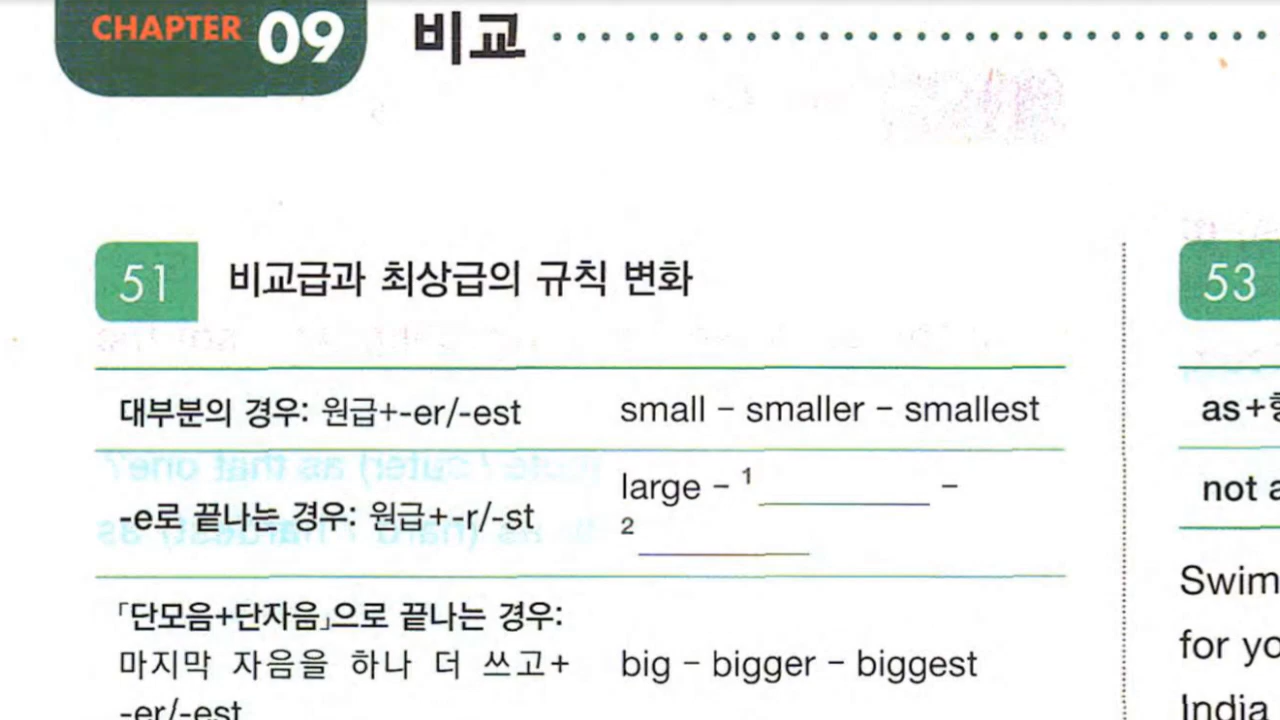 CHAPTER 09 비교
51 비교급과 최상급의 규칙 변화
대부분의 경우: 원급+-er/-est small – smaller – smallest
-e로 끝나는 경우: 원급+-r/-st large – 1 ________ –
2 ________
「단모음+단자음」으로 끝나는 경우:
마지막 자음을 하나 더 쓰고+
-er/-est
big – bigger – biggest
53
as+
not a
Swim
for yo
India